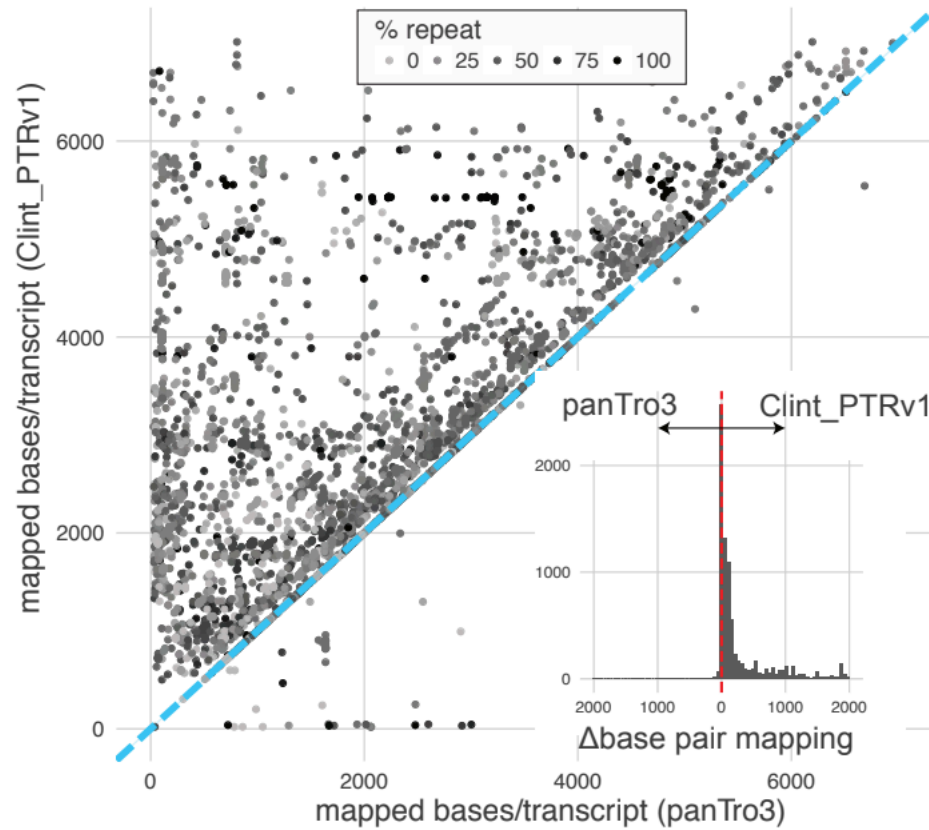 % repeat
0 25 50 75 100
mapped bases/transcript (Clint_PTRv1)
6000
4000
2000
0
0 2000 4000 6000
mapped bases/transcript (panTro3)
panTro3 Clint_PTRv1
2000
1000
0
2000 1000 0 1000 2000
Δbase pair mapping